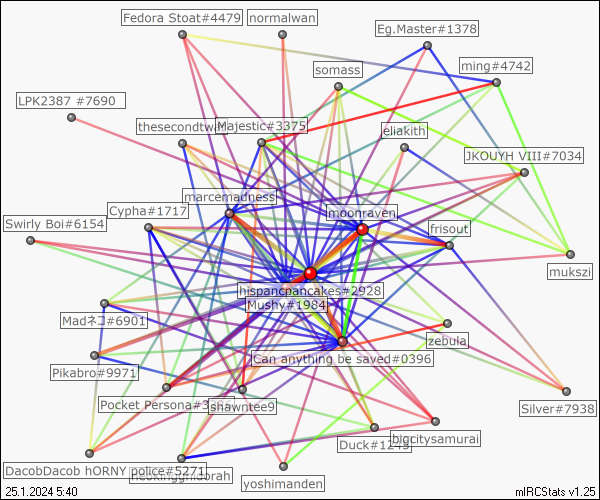 Fedora Stoat#4479
normalwan
Eg.Master#1378
ming#4742
somass
LPK2387 #7690
thesecondtwin
Majestic#3375
eliakith
JKOUYH VIII#7034
marcemadness
Cypha#1717
moonraven
Swirly Boi#6154
frisout
mukszi
hispancpancakes#2928
Mushy#1984
Madネコ#6901
zebula
Can anything be saved#0396
Pikabro#9971
Pocket Persona#3
shawntee9
Silver#7938
bigcitysamurai
Duck#1243
DacobDacob hORNY police#5271
neokingghidorah
yoshimanden
25.1.2024 5:40
mIRCStats v1.25